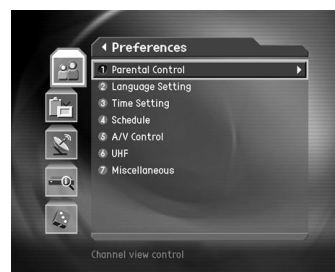 Preferences
1 Parental Control
2 Language Setting
3 Time Setting
4 Schedule
5 A/V Control
6 UHF
7 Miscellaneous
Channel view control